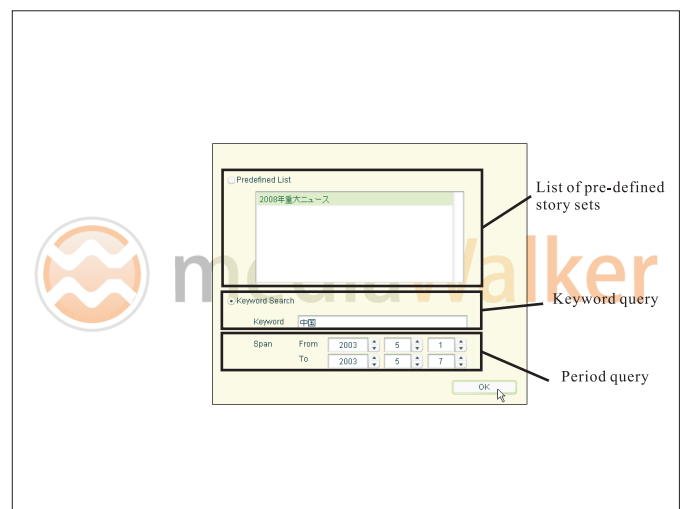 Predefined List
2008年重大ニュース
List of pre-defined
story sets
mediaWalker
Keyword Search
Keyword 中国
Keyword query
Span From 2003 5 1
To 2003 5 7
Period query
OK